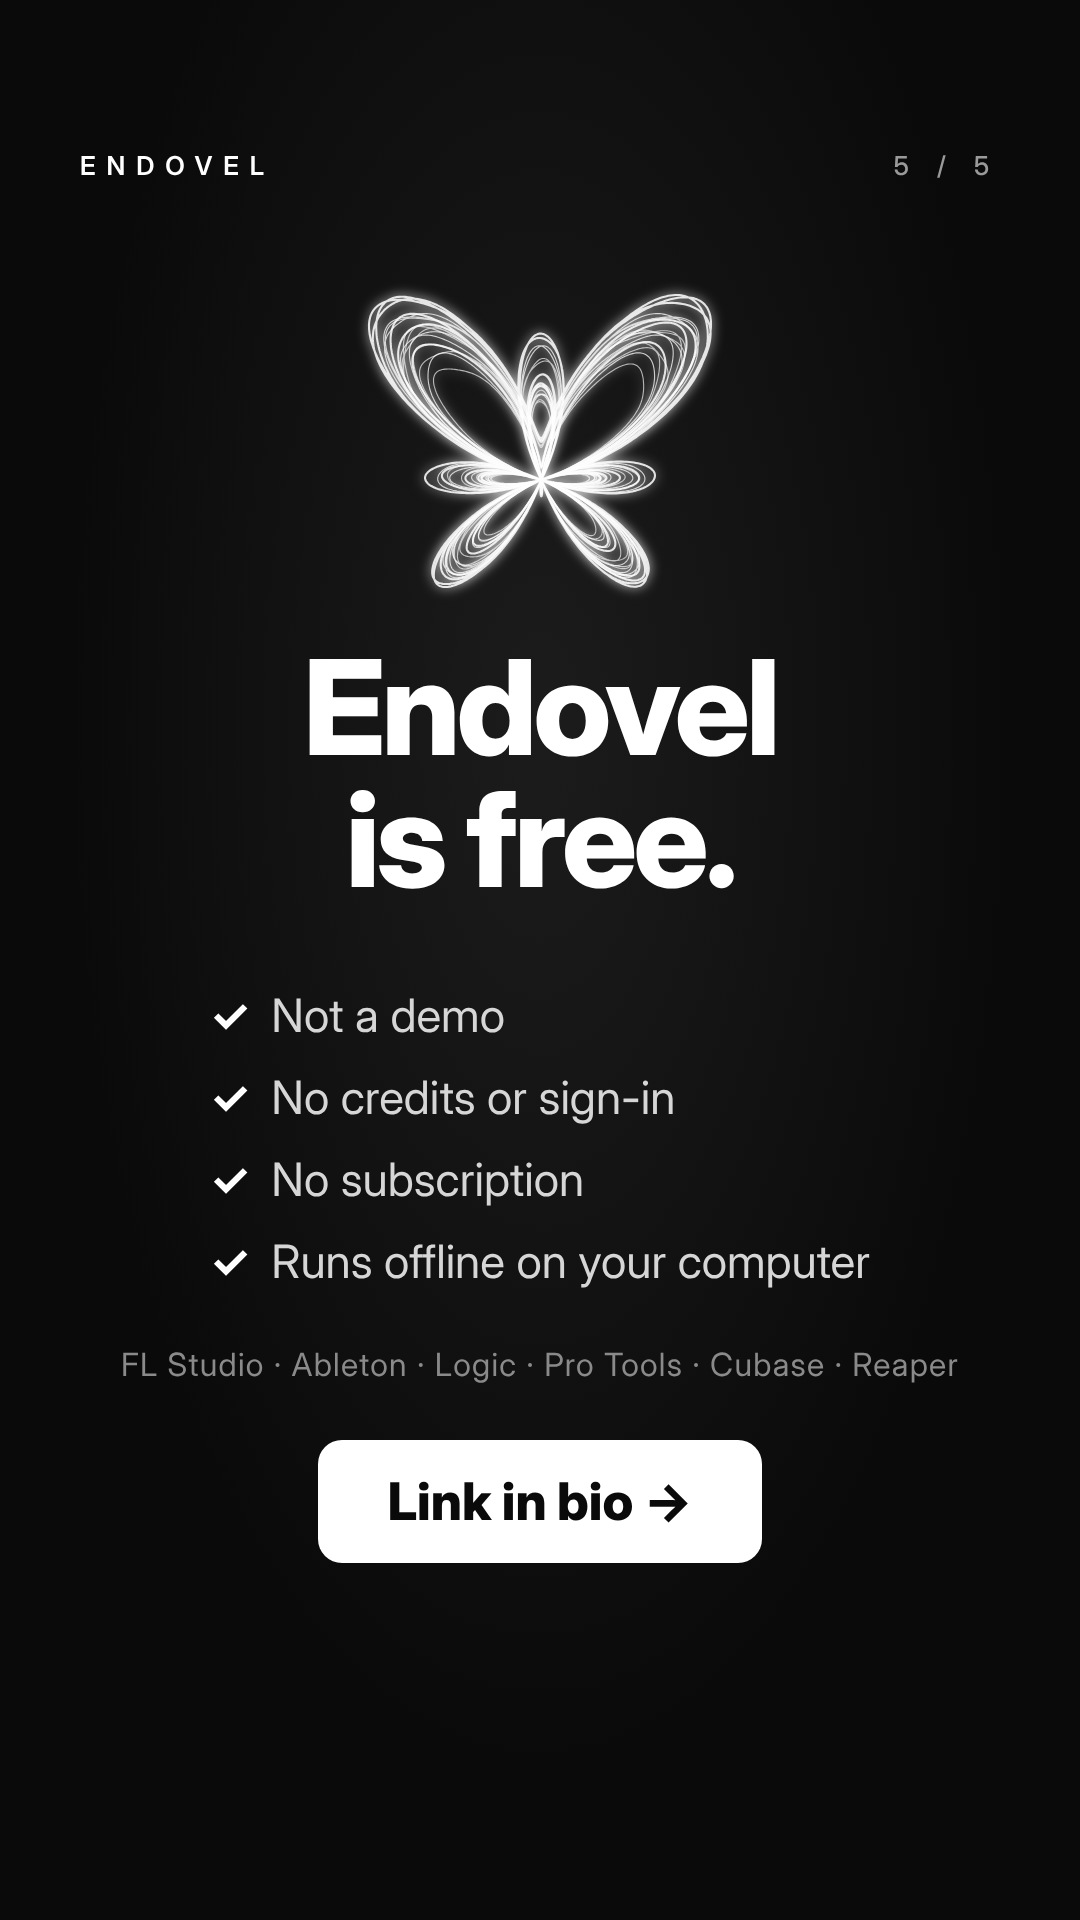 ENDOVEL
5 / 5
Endovel
is free.
✓ Not a demo
✓ No credits or sign-in
✓ No subscription
✓ Runs offline on your computer
FL Studio · Ableton · Logic · Pro Tools · Cubase · Reaper
Link in bio →